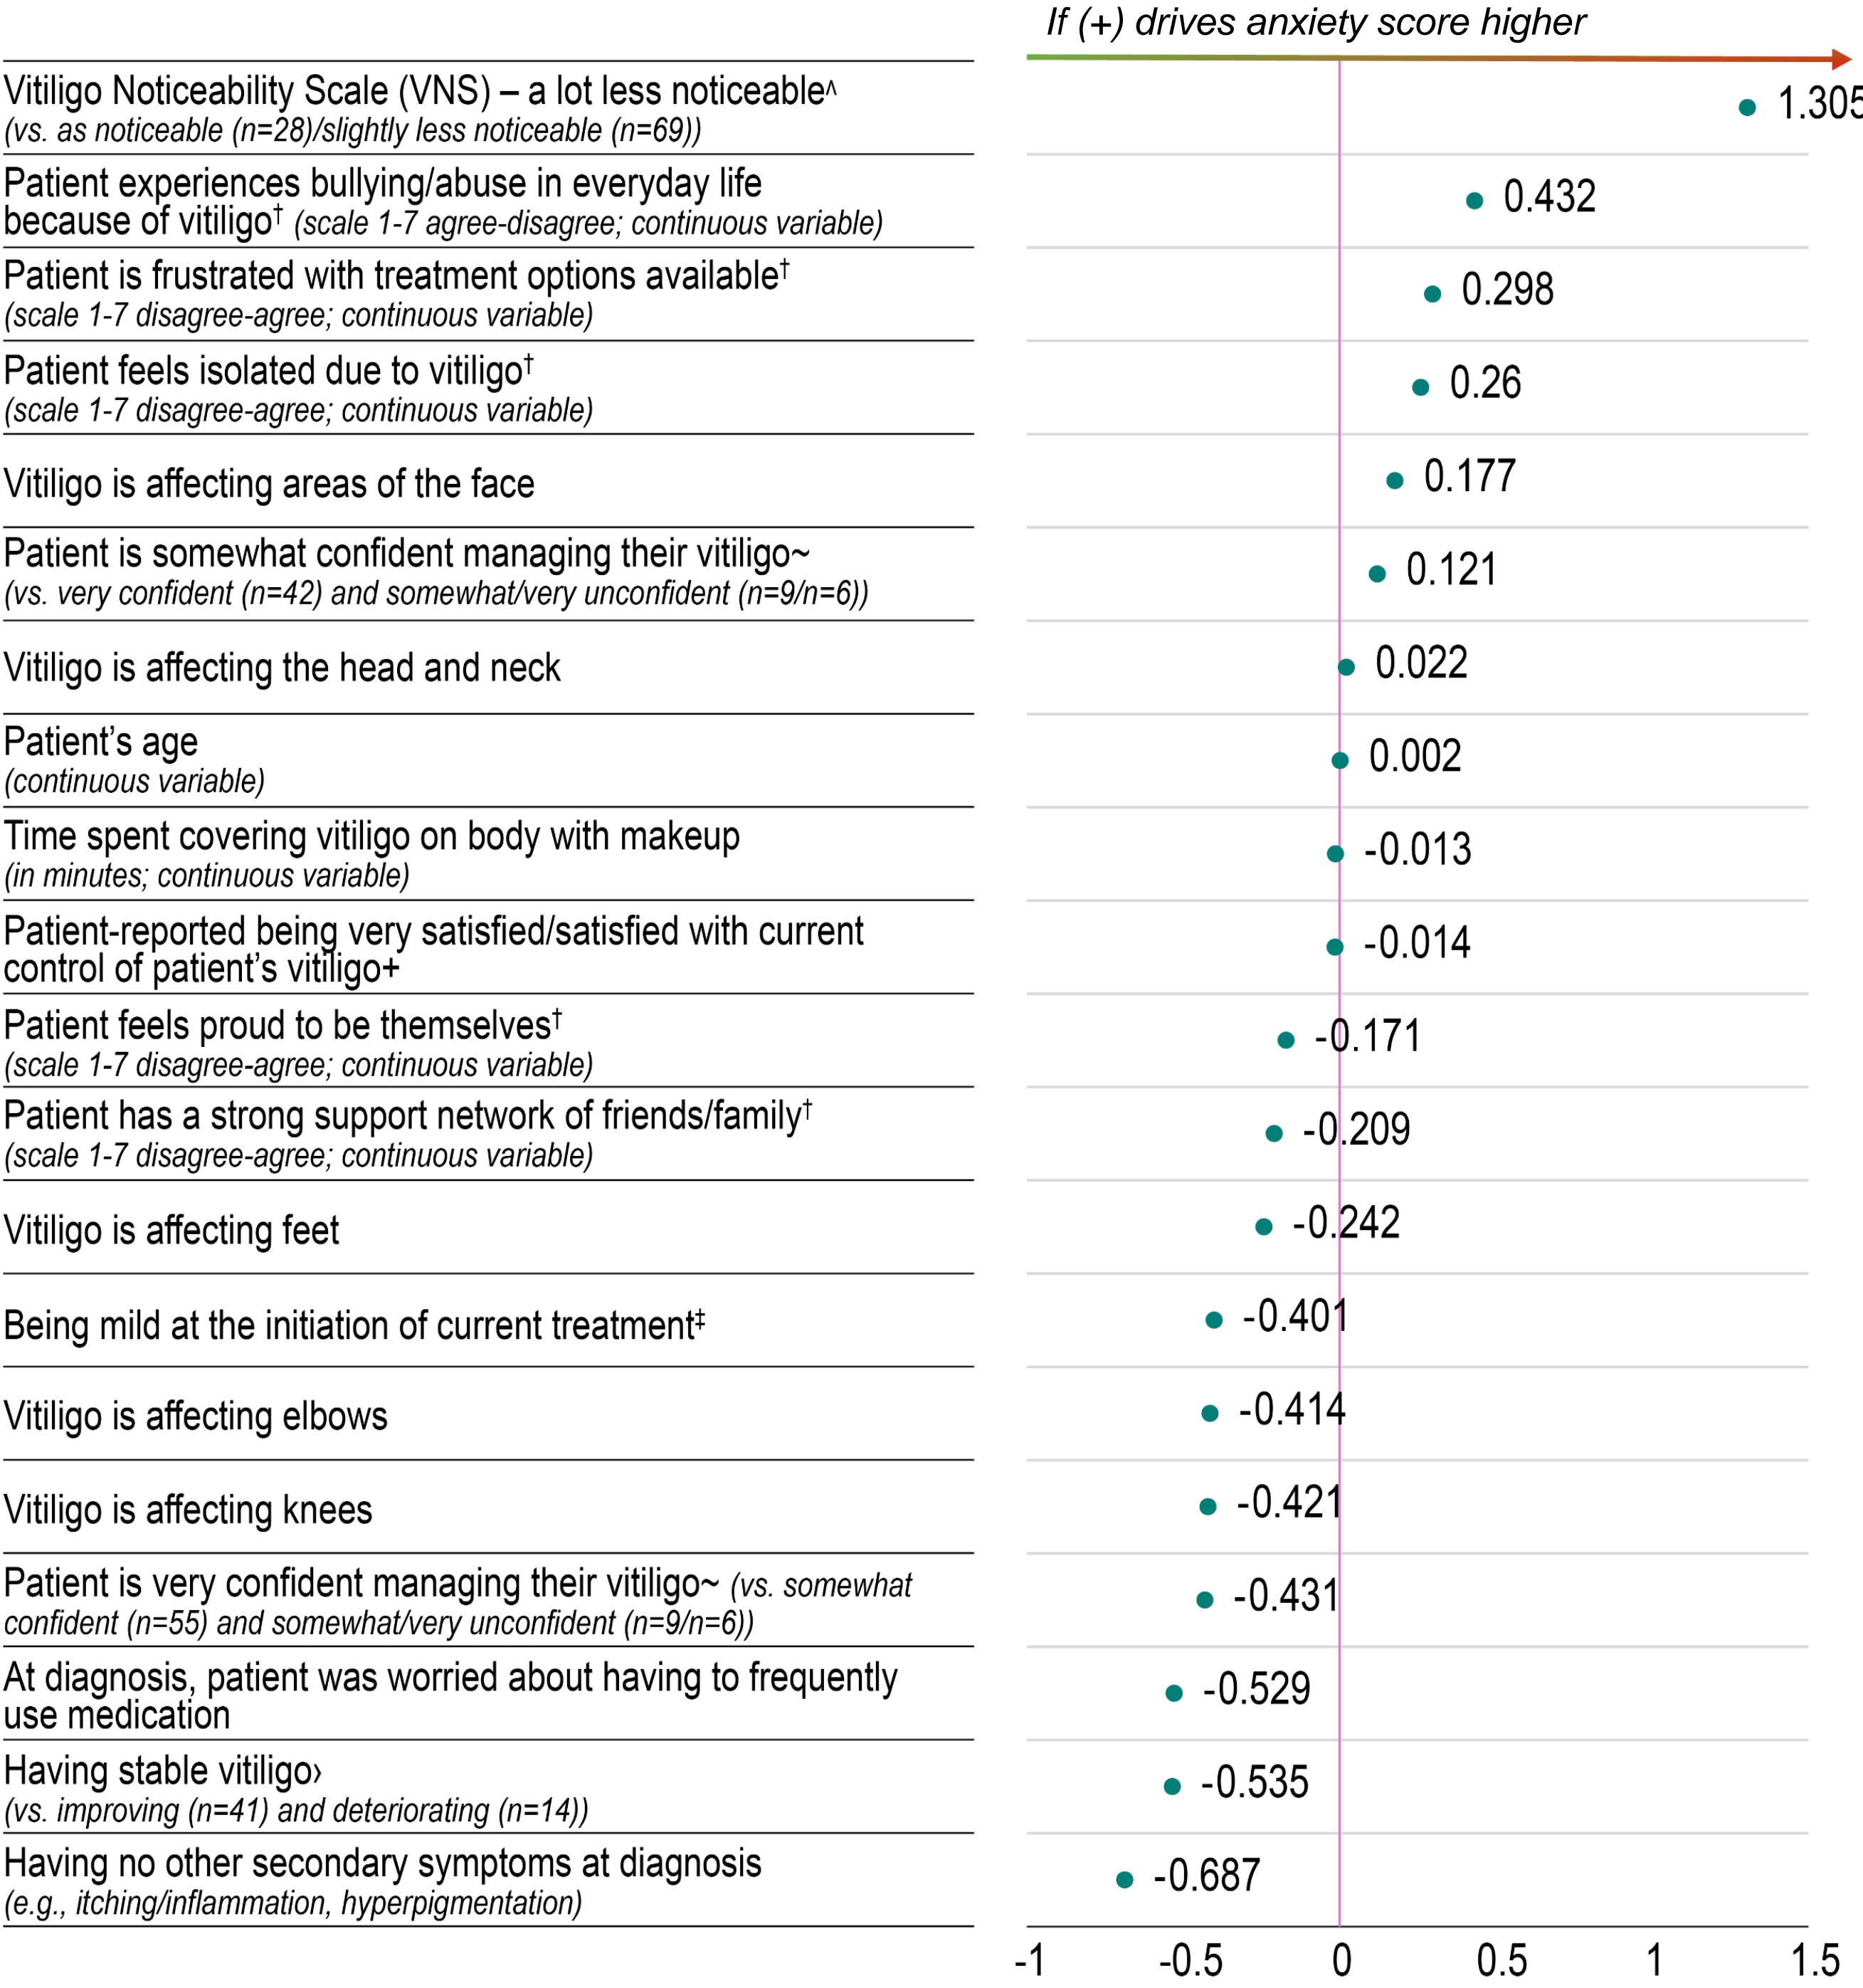 If (+) drives anxiety score higher
Vitiligo Noticeability Scale (VNS) – a lot less noticeable^
(vs. as noticeable (n=28)/slightly less noticeable (n=69))
1.305
Patient experiences bullying/abuse in everyday life
because of vitiligo† (scale 1-7 agree-disagree; continuous variable)
0.432
Patient is frustrated with treatment options available†
(scale 1-7 disagree-agree; continuous variable)
0.298
Patient feels isolated due to vitiligo†
(scale 1-7 disagree-agree; continuous variable)
0.26
Vitiligo is affecting areas of the face
0.177
Patient is somewhat confident managing their vitiligo~
(vs. very confident (n=42) and somewhat/very unconfident (n=9/n=6))
0.121
Vitiligo is affecting the head and neck
0.022
Patient’s age
(continuous variable)
0.002
Time spent covering vitiligo on body with makeup
(in minutes; continuous variable)
-0.013
Patient-reported being very satisfied/satisfied with current
control of patient’s vitiligo+
-0.014
Patient feels proud to be themselves†
(scale 1-7 disagree-agree; continuous variable)
-0.171
Patient has a strong support network of friends/family†
(scale 1-7 disagree-agree; continuous variable)
-0.209
Vitiligo is affecting feet
-0.242
Being mild at the initiation of current treatment‡
-0.401
Vitiligo is affecting elbows
-0.414
Vitiligo is affecting knees
-0.421
Patient is very confident managing their vitiligo~ (vs. somewhat
confident (n=55) and somewhat/very unconfident (n=9/n=6))
-0.431
At diagnosis, patient was worried about having to frequently
use medication
-0.529
Having stable vitiligo›
(vs. improving (n=41) and deteriorating (n=14))
-0.535
Having no other secondary symptoms at diagnosis
(e.g., itching/inflammation, hyperpigmentation)
-0.687
-1 -0.5 0 0.5 1 1.5